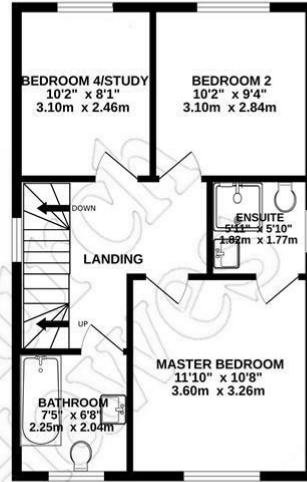 BEDROOM 4/STUDY
10'2" x 8'1"
3.10m x 2.46m
BEDROOM 2
10'2" x 9'4"
3.10m x 2.84m
DOWN
ENSUITE
5'11" x 5'10"
1.82m x 1.77m
LANDING
UP
MASTER BEDROOM
11'10" x 10'8"
3.60m x 3.26m
BATHROOM
7'5" x 6'8"
2.25m x 2.04m